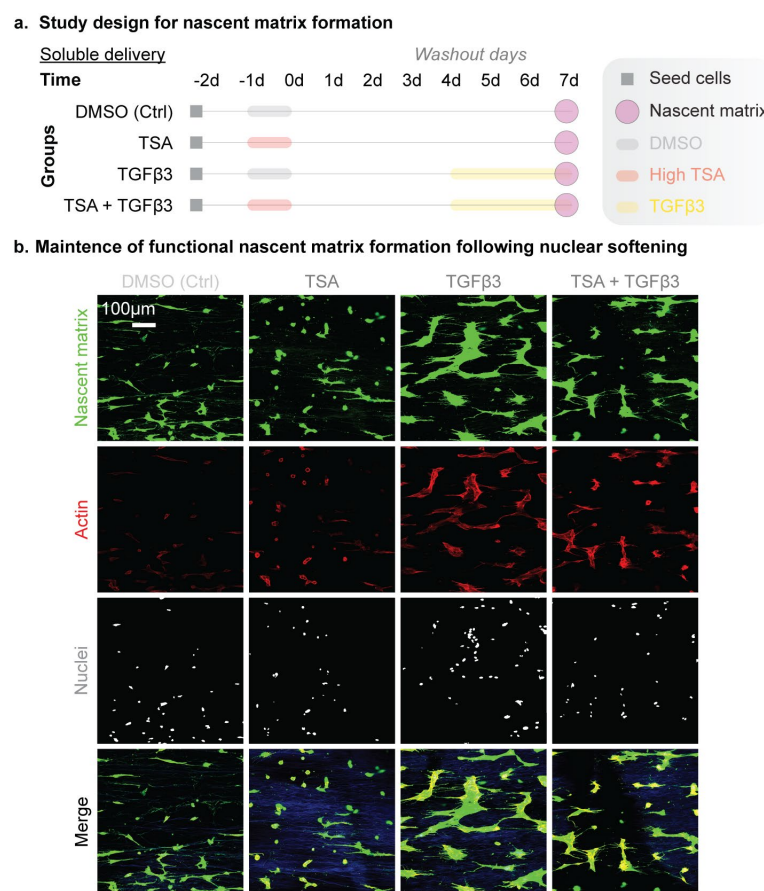 a. Study design for nascent matrix formation
Soluble delivery Washout days
Time -2d -1d 0d 1d 2d 3d 4d 5d 6d 7d
Groups
DMSO (Ctrl)
TSA
TGFβ3
TSA + TGFβ3
Seed cells
Nascent matrix
DMSO
High TSA
TGFβ3
b. Maintence of functional nascent matrix formation following nuclear softening
DMSO (Ctrl) TSA TGFβ3 TSA + TGFβ3
100μm
Nascent matrix
Actin
Nuclei
Merge